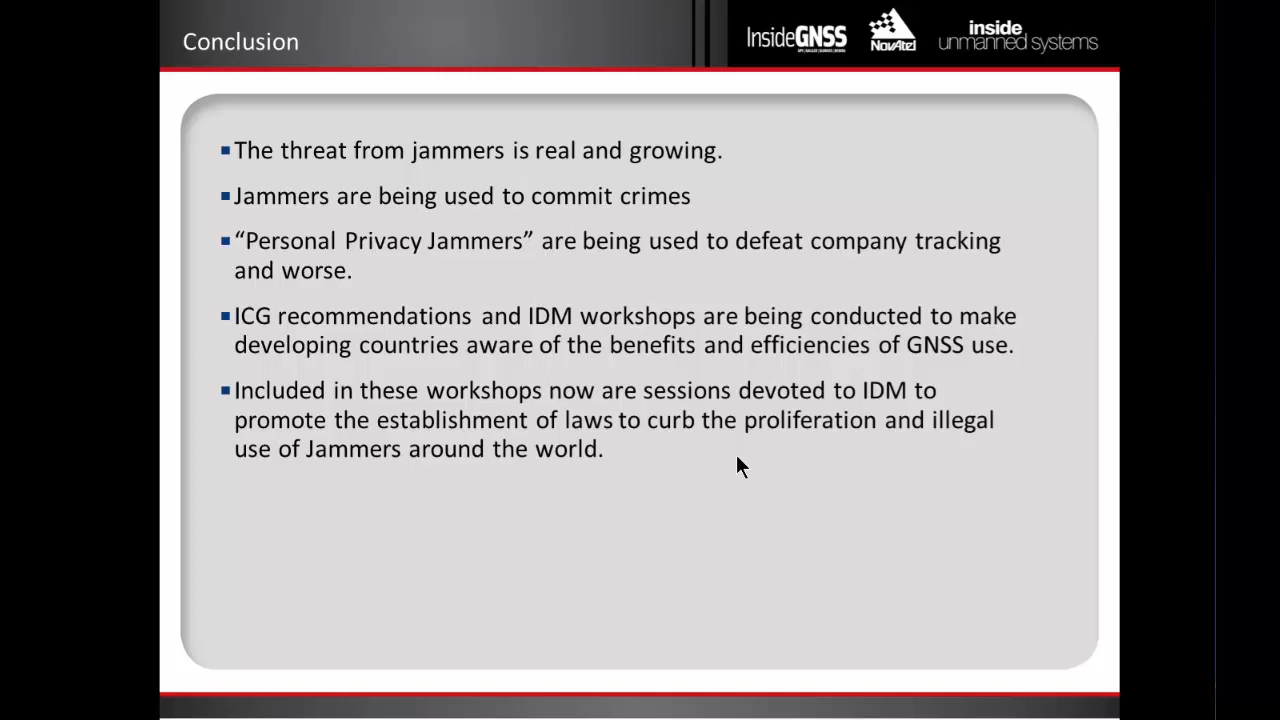 Conclusion
InsideGNSS
NovAtel
inside
unmanned systems
▪The threat from jammers is real and growing.
▪Jammers are being used to commit crimes
▪“Personal Privacy Jammers” are being used to defeat company tracking
and worse.
▪ICG recommendations and IDM workshops are being conducted to make
developing countries aware of the benefits and efficiencies of GNSS use.
▪Included in these workshops now are sessions devoted to IDM to
promote the establishment of laws to curb the proliferation and illegal
use of Jammers around the world.